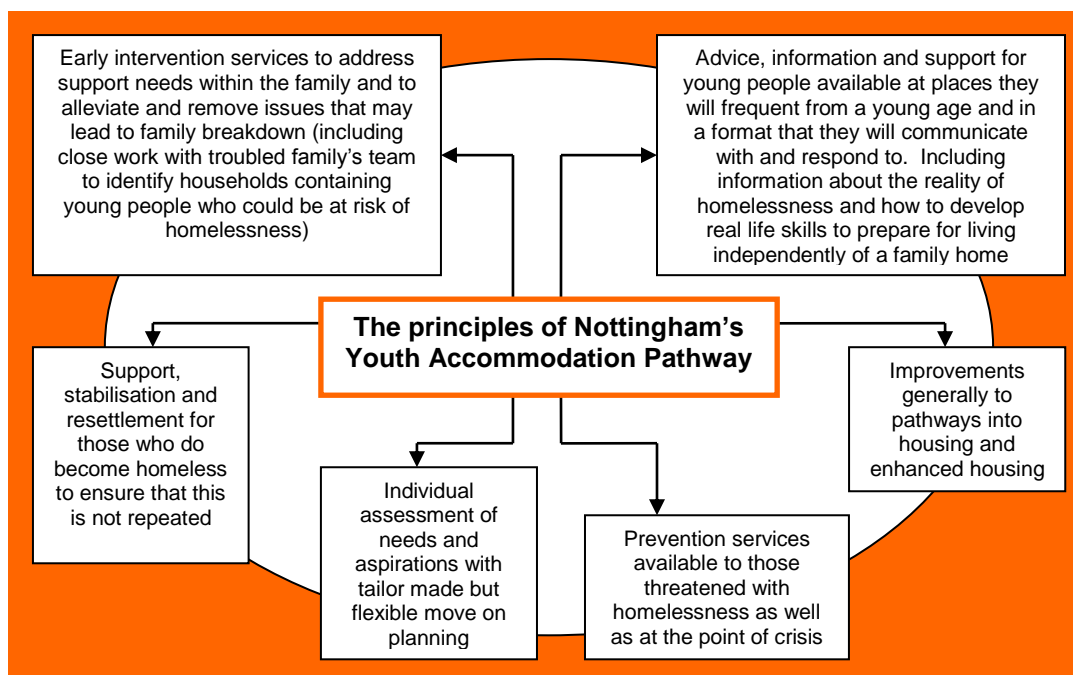 Early intervention services to address
support needs within the family and to
alleviate and remove issues that may
lead to family breakdown (including
close work with troubled family's team
to identify households containing
young people who could be at risk of
homelessness)
Advice, information and support for
young people available at places they
will frequent from a young age and in
a format that they will communicate
with and respond to.  Including
information about the reality of
homelessness and how to develop
real life skills to prepare for living
independently of a family home
The principles of Nottingham's
Youth Accommodation Pathway
Support,
stabilisation and
resettlement for
those who do
become homeless
to ensure that this
is not repeated
Individual
assessment of
needs and
aspirations with
tailor made but
flexible move on
planning
Prevention services
available to those
threatened with
homelessness as well
as at the point of crisis
Improvements
generally to
pathways into
housing and
enhanced housing